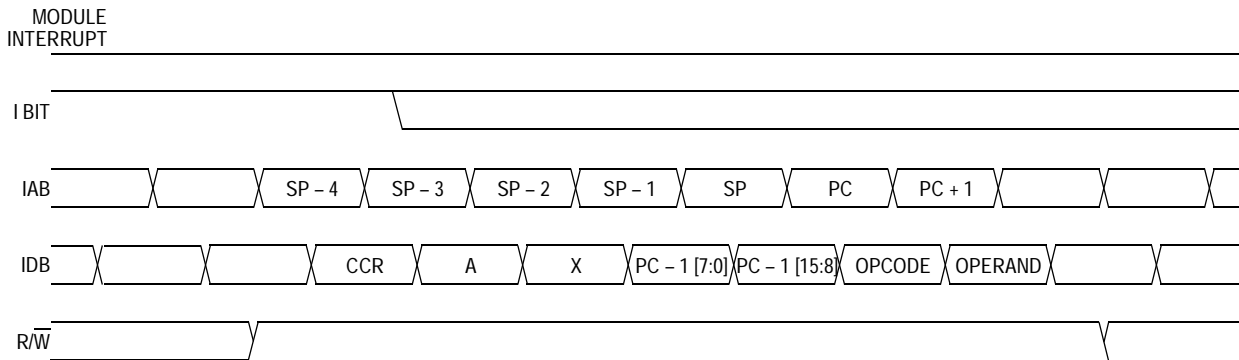 MODULE
INTERRUPT
I BIT
IAB SP – 4 SP – 3 SP – 2 SP – 1 SP PC PC + 1
IDB CCR A X PC – 1 [7:0] PC – 1 [15:8] OPCODE OPERAND
R/W̅